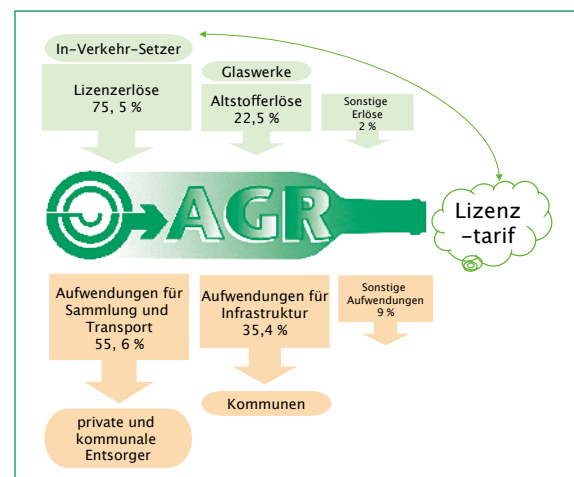 In-Verkehr-Setzer
Lizenzerlöse
75, 5 %
Glaswerke
Altstofferlöse
22,5 %
Sonstige
Erlöse
2 %
AGR
Lizenz
-tarif
Aufwendungen für
Sammlung und
Transport
55, 6 %
Aufwendungen für
Infrastruktur
35,4 %
Sonstige
Aufwendungen
9 %
private und
kommunale
Entsorger
Kommunen